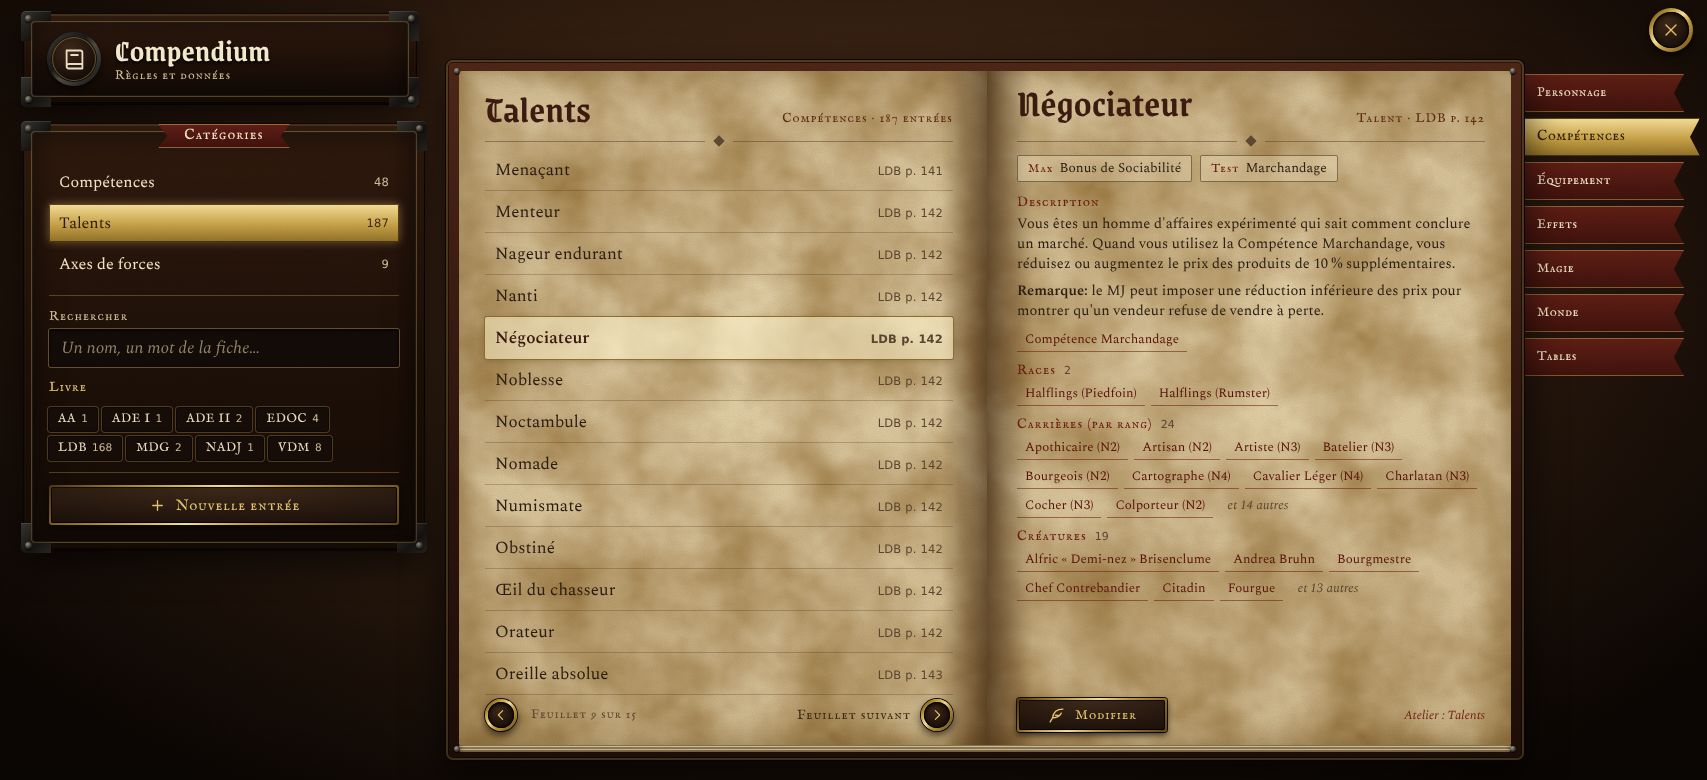 Compendium
Règles et données
Catégories
Compétences 48
Talents 187
Axes de forces 9
Rechercher
Un nom, un mot de la fiche...
Livre
AA 1 ADE I 1 ADE II 2 EDOC 4
LDB 168 MDG 2 NADJ 1 VDM 8
+ Nouvelle entrée
Talents
Compétences · 187 entrées
Menaçant LDB p. 141
Menteur LDB p. 142
Nageur endurant LDB p. 142
Nanti LDB p. 142
Négociateur LDB p. 142
Noblesse LDB p. 142
Noctambule LDB p. 142
Nomade LDB p. 142
Numismate LDB p. 142
Obstiné LDB p. 142
Œil du chasseur LDB p. 142
Orateur LDB p. 142
Oreille absolue LDB p. 143
Feuillet 9 sur 15 Feuillet suivant
Négociateur
Talent · LDB p. 142
Max Bonus de Sociabilité Test Marchandage
Description
Vous êtes un homme d'affaires expérimenté qui sait comment conclure
un marché. Quand vous utilisez la Compétence Marchandage, vous
réduisez ou augmentez le prix des produits de 10 % supplémentaires.
Remarque: le MJ peut imposer une réduction inférieure des prix pour
montrer qu'un vendeur refuse de vendre à perte.
Compétence Marchandage
Races 2
Halflings (Piedfoin) Halflings (Rumster)
Carrières (par rang) 24
Apothicaire (N2) Artisan (N2) Artiste (N3) Batelier (N3)
Bourgeois (N2) Cartographe (N4) Cavalier Léger (N4) Charlatan (N3)
Cocher (N3) Colporteur (N2) et 14 autres
Créatures 19
Alfric « Demi-nez » Brisenclume Andrea Bruhn Bourgmestre
Chef Contrebandier Citadin Fourgue et 13 autres
Modifier
Atelier : Talents
Personnage
Compétences
Équipement
Effets
Magie
Monde
Tables